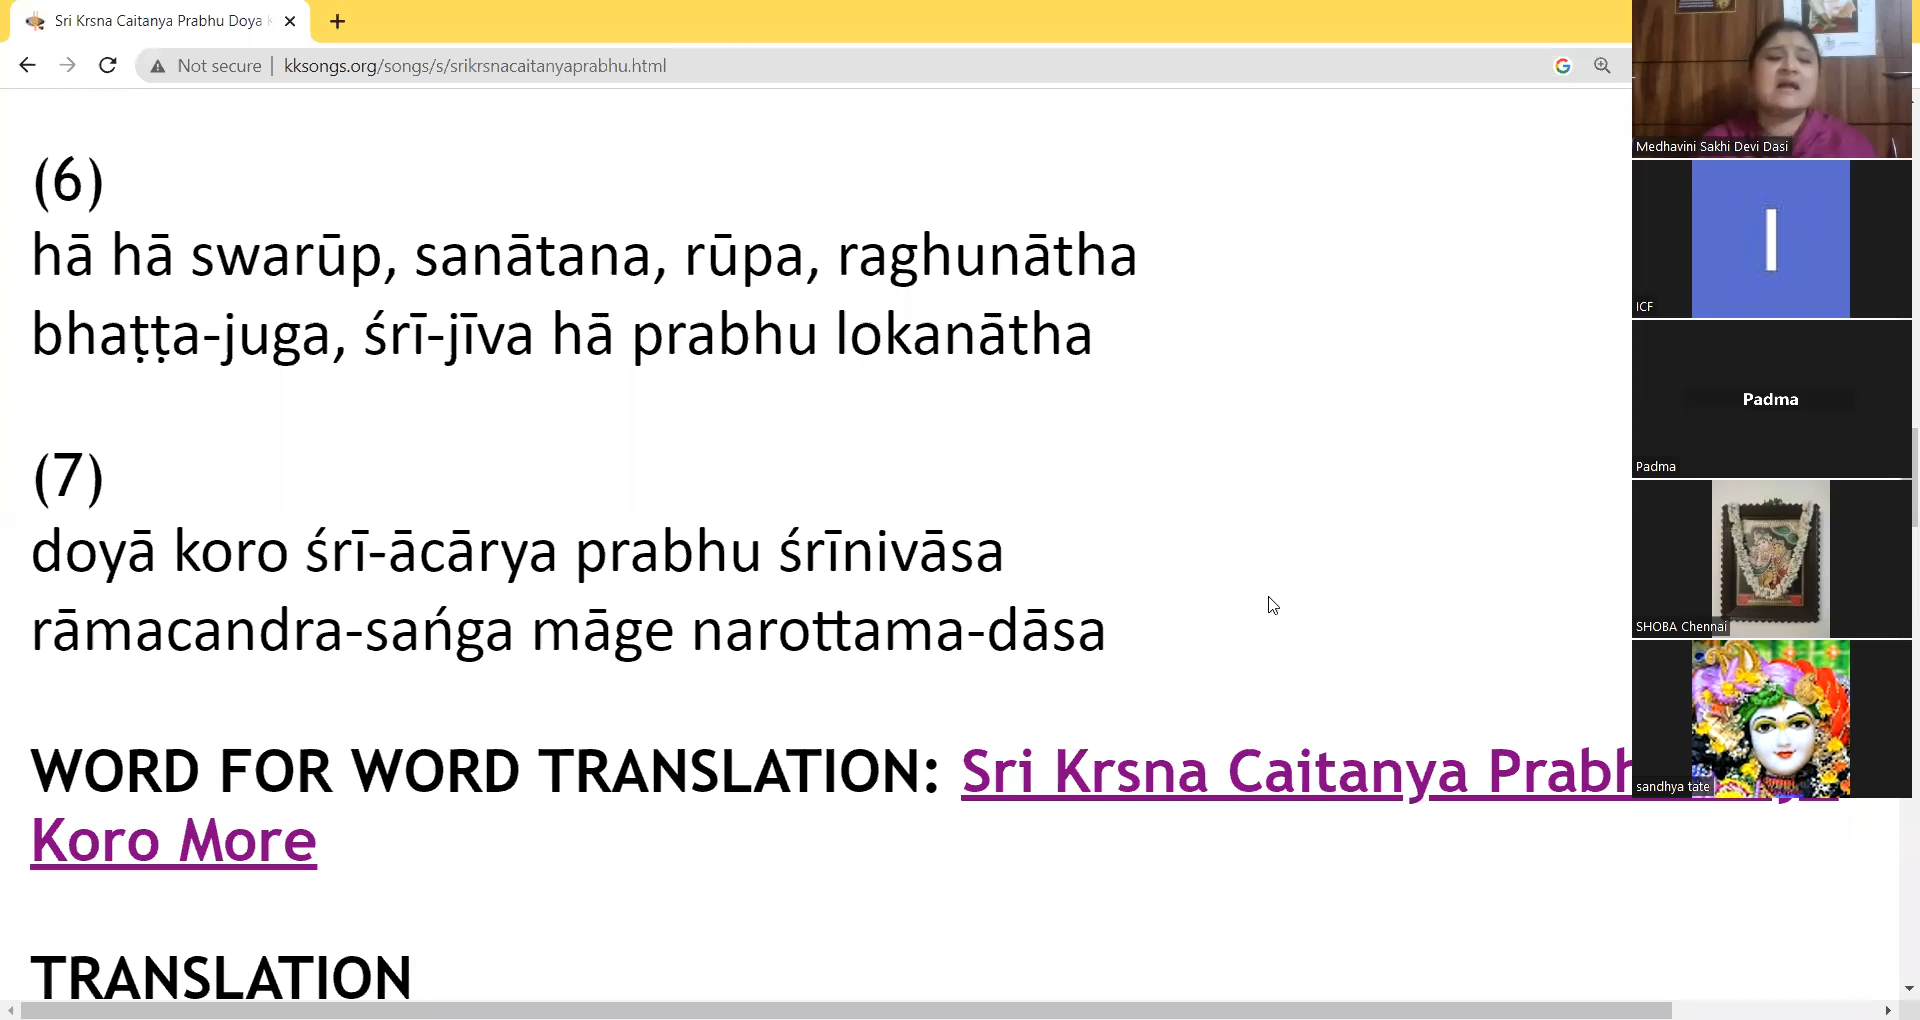 Sri Krsna Caitanya Prabhu Doya
Not secure | kksongs.org/songs/s/srikrsnacaitanyaprabhu.html
(6)
hā hā swarūp, sanātana, rūpa, raghunātha
bhaṭṭa-juga, śrī-jīva hā prabhu lokanātha
(7)
doyā koro śrī-ācārya prabhu śrīnivāsa
rāmacandra-sańga māge narottama-dāsa
WORD FOR WORD TRANSLATION: Sri Krsna Caitanya Prabh
Koro More
TRANSLATION
Medhavini Sakhi Devi Dasi
I
ICF
Padma
Padma
SHOBA Chennai
sandhya tate